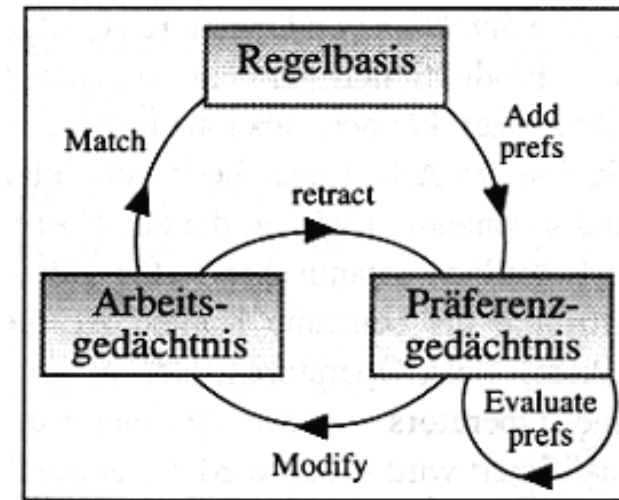 Regelbasis
Match
Add
prefs
retract
Arbeits-
gedächtnis
Präferenz-
gedächtnis
Evaluate
prefs
Modify